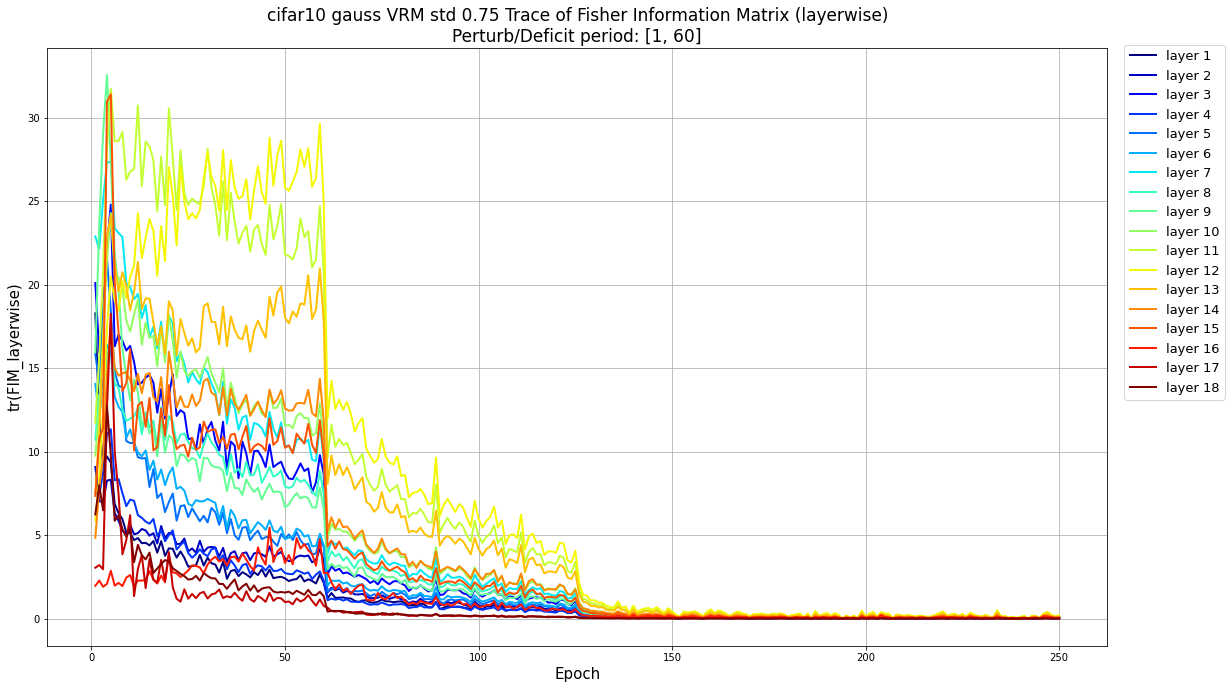 cifar10 gauss VRM std 0.75 Trace of Fisher Information Matrix (layerwise)
Perturb/Deficit period: [1, 60]
tr(FIM_layerwise)
30
25
20
15
10
5
0
0
50
100
150
200
250
Epoch
layer 1
layer 2
layer 3
layer 4
layer 5
layer 6
layer 7
layer 8
layer 9
layer 10
layer 11
layer 12
layer 13
layer 14
layer 15
layer 16
layer 17
layer 18